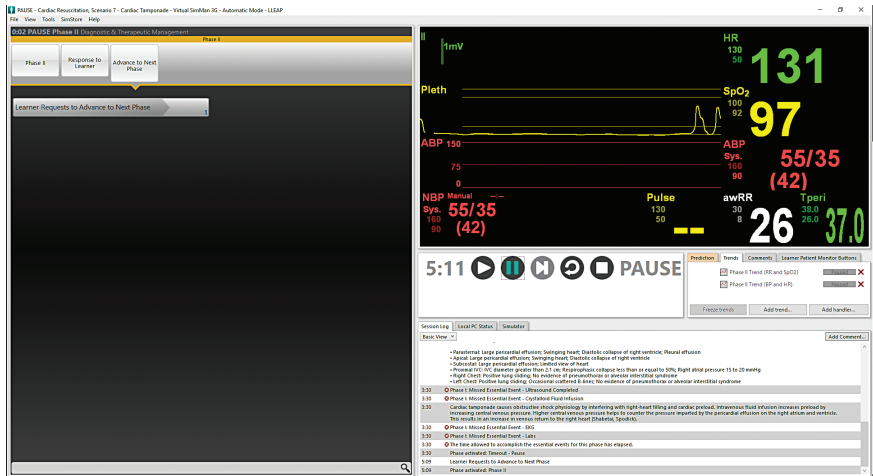 PAUSE - Cardiac Resuscitation, Scenario 7 - Cardiac Tamponade - Virtual SimMan 3G - Automatic Mode - LLEAP
File View Tools SimStore Help
0:02 PAUSE Phase II Diagnostic & Therapeutic Management
Phase II
Phase II
Response to Learner
Advance to Next Phase
Learner Requests to Advance to Next Phase
1
II
1mV
HR
130
50
131
Pleth
SpO2
100
92
97
ABP 150
75
0
ABP
Sys.
160
90
55/35
(42)
NBP Manual --:--
Sys.
160
90
55/35
(42)
Pulse
130
50
--
awRR
30
8
26
Tperi
38.0
26.0
37.0
5:11
PAUSE
Prediction Trends Comments Learner Patient Monitor Buttons
Phase II Trend (RR and SpO2)
Paused
Phase II Trend (BP and HR)
Paused
Freeze trends Add trend... Add handler...
Session Log Local PC Status Simulator
Basic View
Add Comment...
• Parasternal: Large pericardial effusion; Swinging heart; Diastolic collapse of right ventricle; Pleural effusion
• Apical: Large pericardial effusion; Swinging heart; Diastolic collapse of right ventricle
• Subcostal: Large pericardial effusion; Limited view of heart
• Proximal IVC: IVC diameter greater than 2.1 cm; Respirophasic collapse less than or equal to 50%; Right atrial pressure 15 to 20 mmHg
• Right Chest: Positive lung sliding; No evidence of pneumothorax or alveolar interstitial syndrome
• Left Chest: Positive lung sliding; Occasional scattered B-lines; No evidence of pneumothorax or alveolar interstitial syndrome
3:30 Phase I: Missed Essential Event - Ultrasound Completed
3:30 Phase I: Missed Essential Event - Crystalloid Fluid Infusion
3:30 Cardiac tamponade causes obstructive shock physiology by interfering with right-heart filling and cardiac preload. Intravenous fluid infusion increases preload by
increasing central venous pressure. Higher central venous pressure helps to counter the pressure imparted by the pericardial effusion on the right atrium and ventricle.
This results in an increase in venous return to the right heart (Shabetai, Spodick).
3:30 Phase I: Missed Essential Event - EKG
3:30 Phase I: Missed Essential Event - Labs
3:30 The time allowed to accomplish the essential events for this phase has elapsed.
3:30 Phase activated: Timeout - Pause
5:09 Learner Requests to Advance to Next Phase
5:09 Phase activated: Phase II